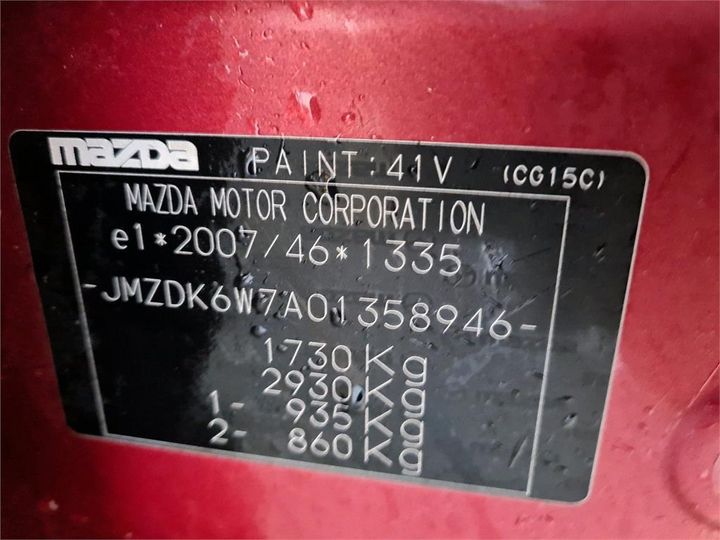 mazda PAINT:41V (CG15C)
MAZDA MOTOR CORPORATION
e1*2007/46*1335
-JMZDK6W7A01358946-
1730 Kg
2930 Kg
1- 935 Kg
2- 860 Kg